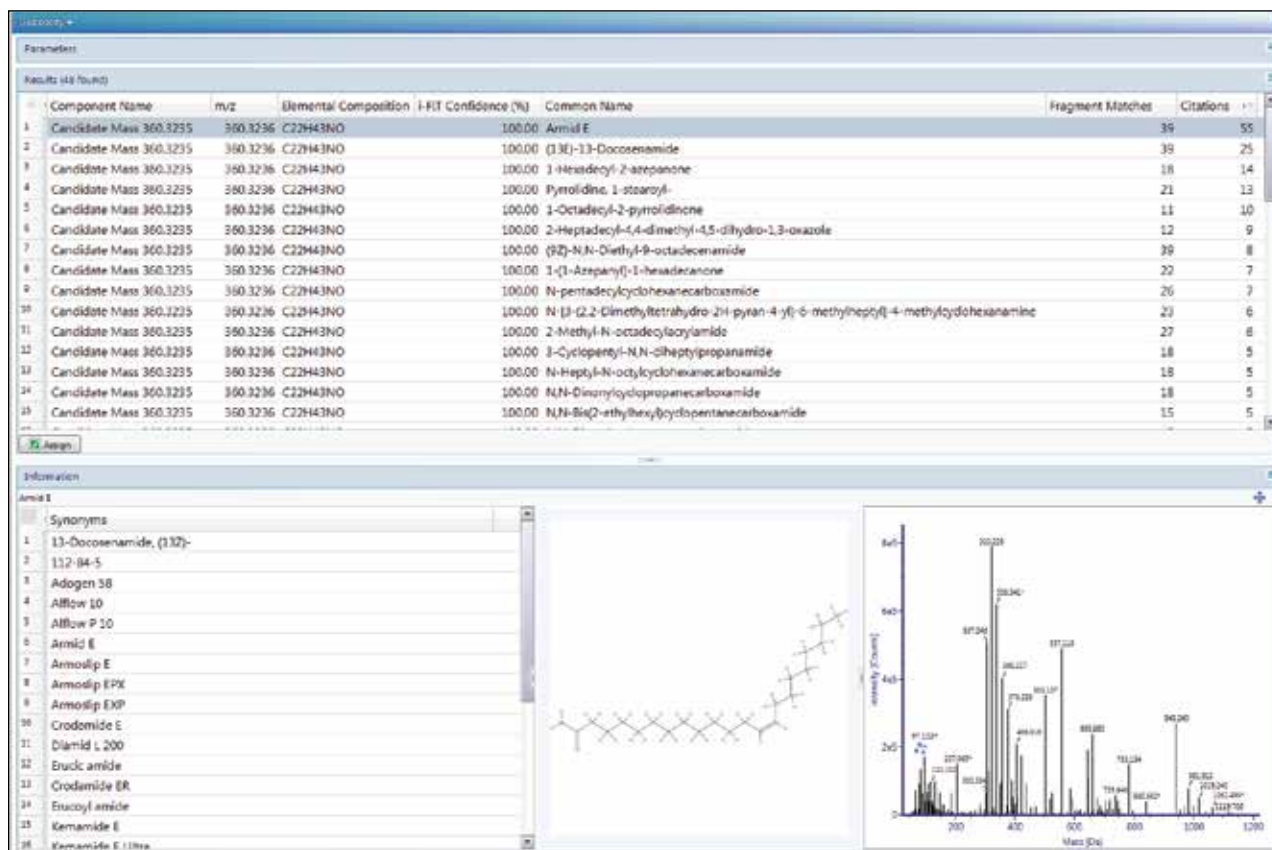 Discovery
Parameters
Results (48 found)
Component Name m/z Elemental Composition i-FIT Confidence (%) Common Name Fragment Matches Citations
1 Candidate Mass 360.3235 360.3236 C22H43NO 100.00 Armid E 39 55
2 Candidate Mass 360.3235 360.3236 C22H43NO 100.00 (13E)-13-Docosenamide 39 25
3 Candidate Mass 360.3235 360.3236 C22H43NO 100.00 1-Hexadecyl-2-azepanone 18 14
4 Candidate Mass 360.3235 360.3236 C22H43NO 100.00 Pyrrolidine, 1-stearoyl- 21 13
5 Candidate Mass 360.3235 360.3236 C22H43NO 100.00 1-Octadecyl-2-pyrrolidinone 11 10
6 Candidate Mass 360.3235 360.3236 C22H43NO 100.00 2-Heptadecyl-4,4-dimethyl-4,5-dihydro-1,3-oxazole 12 9
7 Candidate Mass 360.3235 360.3236 C22H43NO 100.00 (9Z)-N,N-Diethyl-9-octadecenamide 39 8
8 Candidate Mass 360.3235 360.3236 C22H43NO 100.00 1-(1-Azepanyl)-1-hexadecanone 22 7
9 Candidate Mass 360.3235 360.3236 C22H43NO 100.00 N-pentadecylcyclohexanecarboxamide 26 7
10 Candidate Mass 360.3235 360.3236 C22H43NO 100.00 N-[3-(2,2-Dimethyltetrahydro-2H-pyran-4-yl)-6-methylheptyl]-4-methylcyclohexanamine 23 6
11 Candidate Mass 360.3235 360.3236 C22H43NO 100.00 2-Methyl-N-octadecylacrylamide 27 6
12 Candidate Mass 360.3235 360.3236 C22H43NO 100.00 3-Cyclopentyl-N,N-diheptylpropanamide 18 5
13 Candidate Mass 360.3235 360.3236 C22H43NO 100.00 N-Heptyl-N-octylcyclohexanecarboxamide 18 5
14 Candidate Mass 360.3235 360.3236 C22H43NO 100.00 N,N-Dinonylcyclopropanecarboxamide 18 5
15 Candidate Mass 360.3235 360.3236 C22H43NO 100.00 N,N-Bis(2-ethylhexyl)cyclopentanecarboxamide 15 5
Assign
Information
Armid E
Synonyms
1 13-Docosenamide, (13Z)-
2 112-84-5
3 Adogen 58
4 Alflow 10
5 Alflow P 10
6 Armid E
7 Armoslip E
8 Armoslip EPX
9 Armoslip EXP
10 Crodamide E
11 Diamid L 200
12 Erucic amide
13 Crodamide ER
14 Erucoyl amide
15 Kemamide E
16 Kemamide E Ultra
Intensity [Counts]
8e5
6e5
4e5
2e5
0
200 400 600 800 1000 1200
Mass [Da]